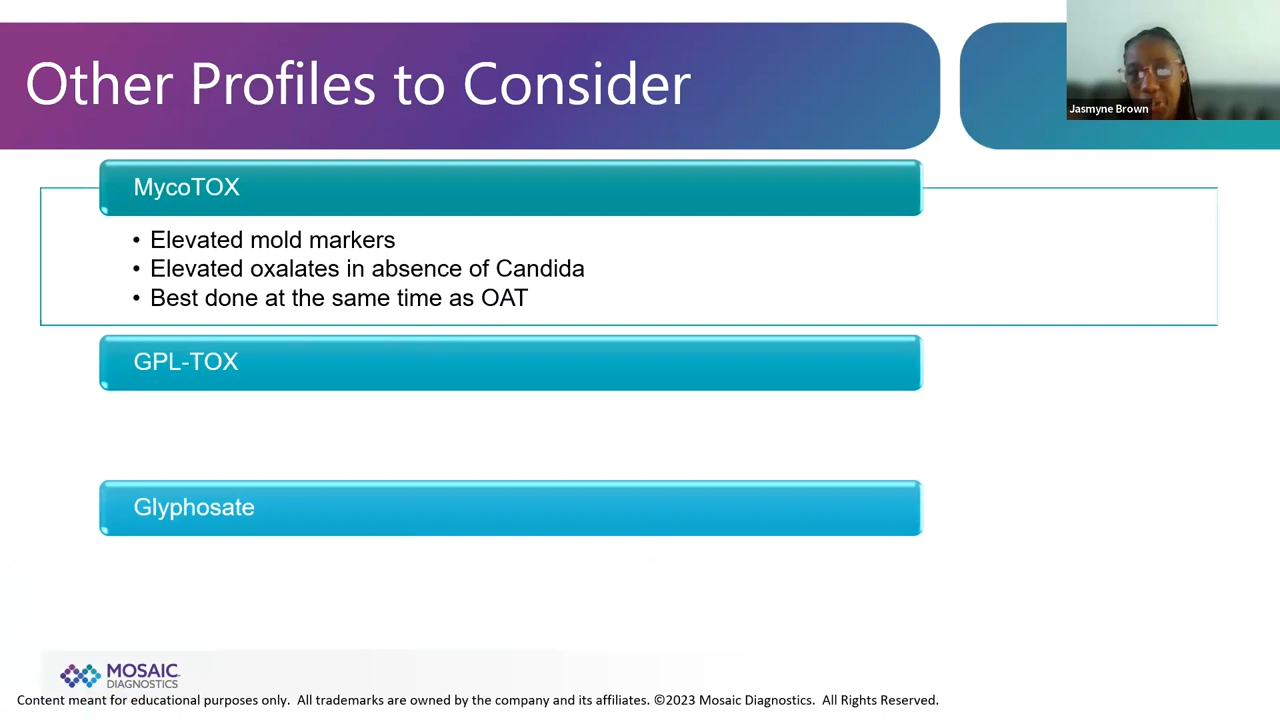 Other Profiles to Consider
Jasmyne Brown
MycoTOX
• Elevated mold markers
• Elevated oxalates in absence of Candida
• Best done at the same time as OAT
GPL-TOX
Glyphosate
MOSAIC
DIAGNOSTICS
Content meant for educational purposes only. All trademarks are owned by the company and its affiliates. ©2023 Mosaic Diagnostics. All Rights Reserved.